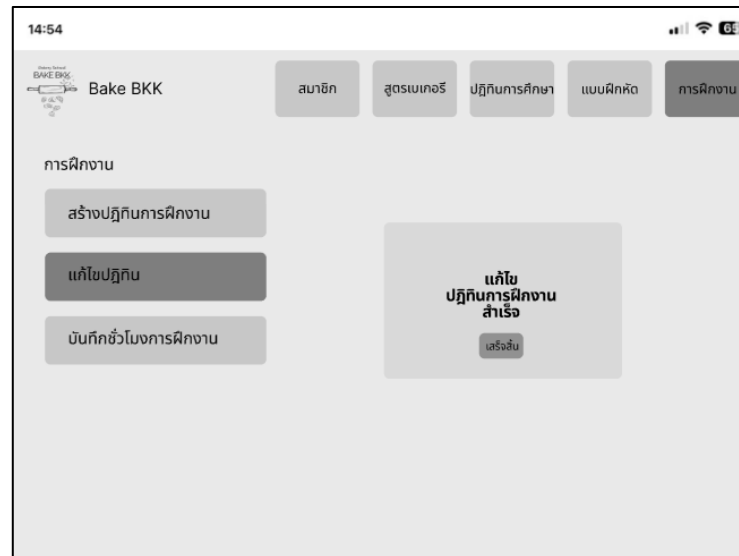 14:54
BAKE BKK
Bake BKK
สมาชิก
สูตรเบเกอรี
ปฏิทินการศึกษา
แบบฝึกหัด
การฝึกงาน
การฝึกงาน
สร้างปฎิทินการฝึกงาน
แก้ไขปฎิทิน
บันทึกชั่วโมงการฝึกงาน
แก้ไข
ปฎิทินการฝึกงาน
สำเร็จ
เสร็จสิ้น